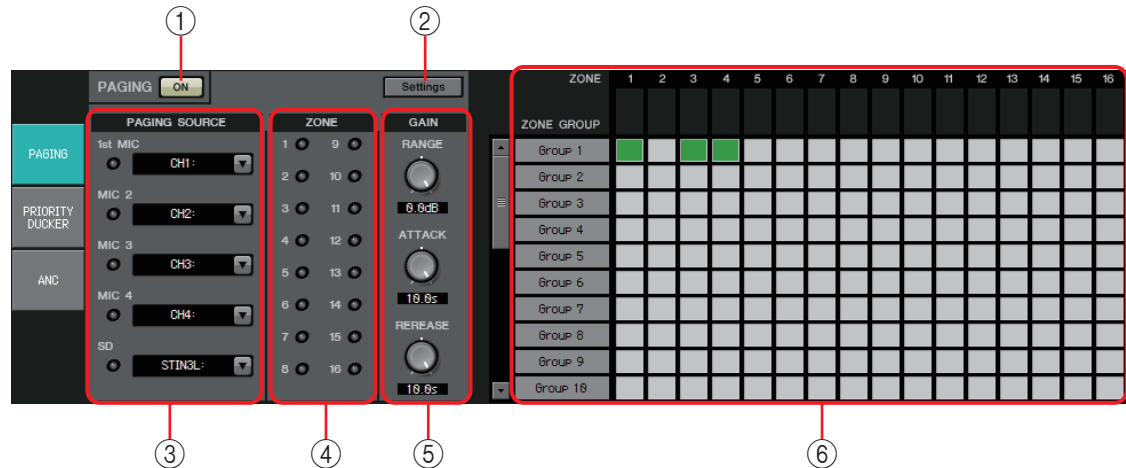 ① ②
PAGING ON Settings
PAGING
PRIORITY
DUCKER
ANC
PAGING SOURCE
1st MIC
CH1:
MIC 2
CH2:
MIC 3
CH3:
MIC 4
CH4:
SD
STIN3L:
ZONE
1 9
2 10
3 11
4 12
5 13
6 14
7 15
8 16
GAIN
RANGE
0.0dB
ATTACK
10.0s
REREASE
10.0s
ZONE 1 2 3 4 5 6 7 8 9 10 11 12 13 14 15 16
ZONE GROUP
Group 1
Group 2
Group 3
Group 4
Group 5
Group 6
Group 7
Group 8
Group 9
Group 10
③ ④ ⑤ ⑥